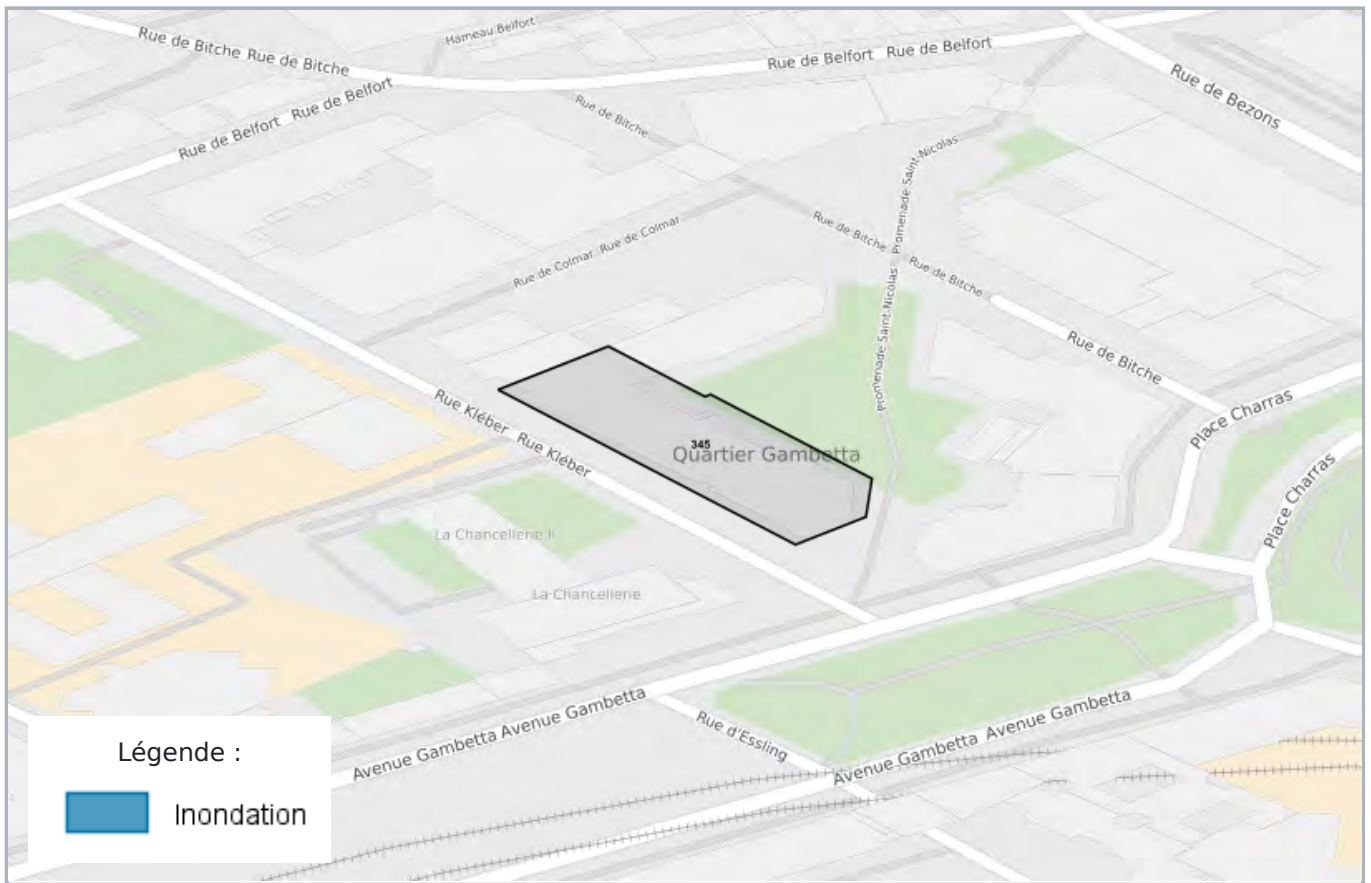 Hameau Belfort
Rue de Bitche Rue de Bitche
Rue de Belfort Rue de Belfort
Rue de Belfort Rue de Belfort
Rue de Bezons
Rue de Bitche
Promenade Saint-Nicolas Promenade Saint-Nicolas
Rue de Colmar Rue de Colmar
Rue de Bitche Rue de Bitche
Rue de Bitche
Place Charras
Rue Kléber Rue Kléber
345
Quartier Gambetta
Place Charras
La Chancellerie II
La Chancellerie
Avenue Gambetta Avenue Gambetta
Rue d'Essling
Avenue Gambetta Avenue Gambetta
Légende :
Inondation